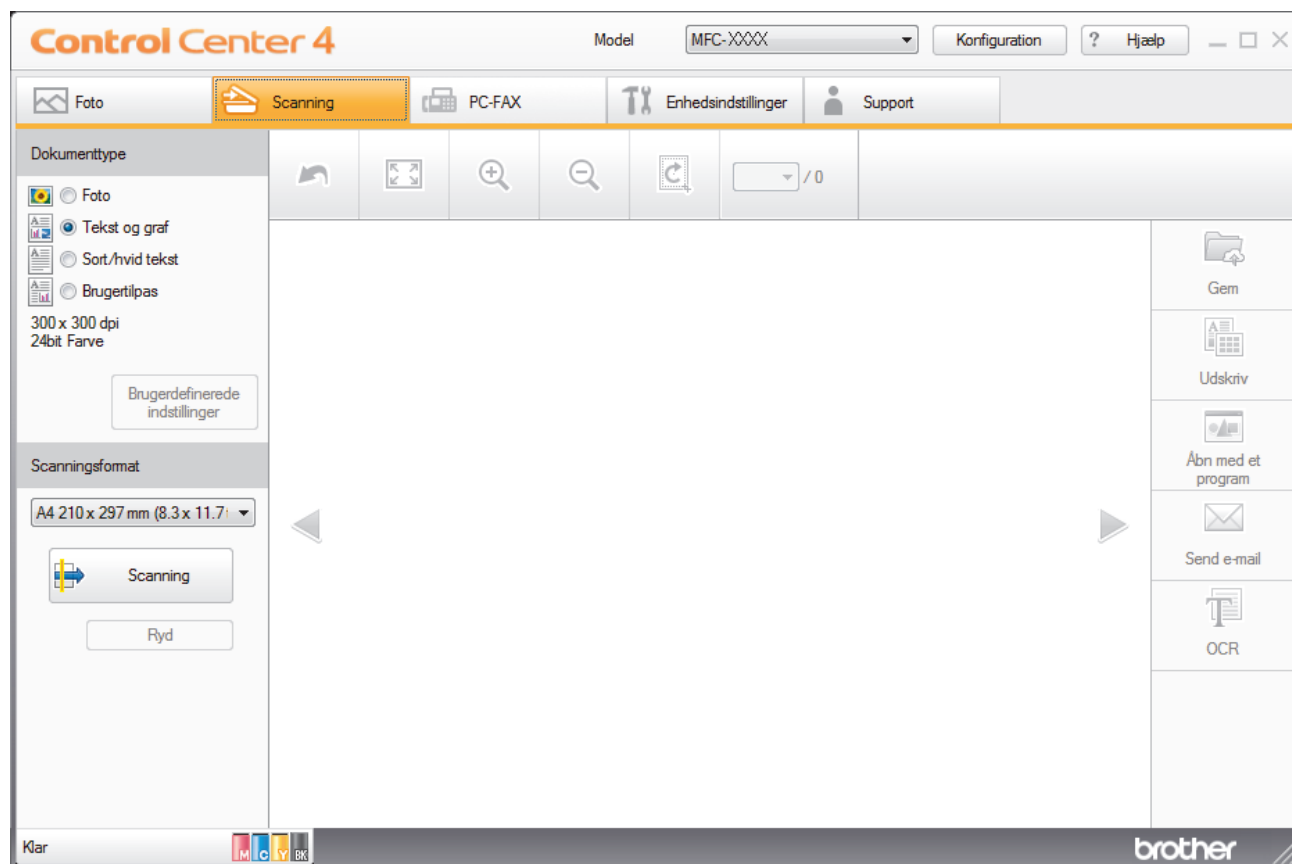 Control Center 4
Model
MFC-XXXX
Konfiguration
? Hjælp
Foto
Scanning
PC-FAX
Enhedsindstillinger
Support
Dokumenttype
/ 0
Foto
Tekst og graf
Sort/hvid tekst
Brugertilpas
300 x 300 dpi
24bit Farve
Brugerdefinerede
indstillinger
Scanningsformat
A4 210 x 297 mm (8.3 x 11.7
Scanning
Ryd
Gem
Udskriv
Åbn med et
program
Send e-mail
OCR
Klar
M C Y BK
brother